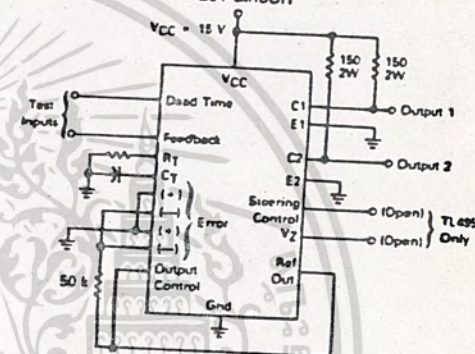 VCC = 15 V
150
2W
150
2W
VCC
Test
Inputs
Dead Time
Feedback
RT
CT
(+)
(—)
(+)
(—)
Error
50 k
Output
Control
Gnd
C1
E1
C2
E2
Steering
Control
VZ
Ref
Out
Output 1
Output 2
(Open)
(Open)
TL495
Only